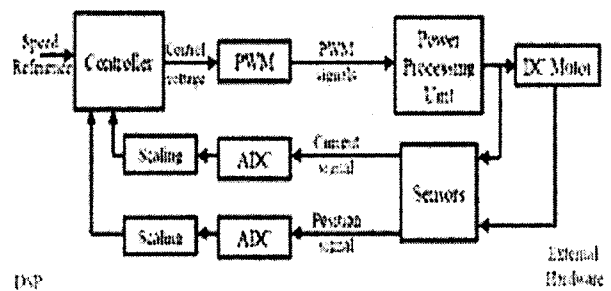 Speed
Reference
Controller
Control
voltage
PWM
PWM
signals
Power
Processing
Unit
DC Motor
Scaling
ADC
Current
signal
Sensors
Scaling
ADC
Position
signal
DSP
External
Hardware